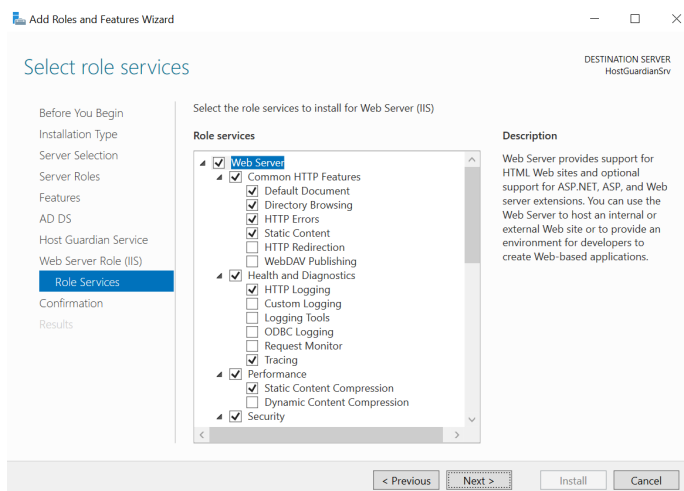 Add Roles and Features Wizard
Select role services
DESTINATION SERVER
HostGuardianSrv
Before You Begin
Installation Type
Server Selection
Server Roles
Features
AD DS
Host Guardian Service
Web Server Role (IIS)
Role Services
Confirmation
Results
Select the role services to install for Web Server (IIS)
Role services
Web Server
Common HTTP Features
Default Document
Directory Browsing
HTTP Errors
Static Content
HTTP Redirection
WebDAV Publishing
Health and Diagnostics
HTTP Logging
Custom Logging
Logging Tools
ODBC Logging
Request Monitor
Tracing
Performance
Static Content Compression
Dynamic Content Compression
Security
Description
Web Server provides support for
HTML Web sites and optional
support for ASP.NET, ASP, and Web
server extensions. You can use the
Web Server to host an internal or
external Web site or to provide an
environment for developers to
create Web-based applications.
< Previous
Next >
Install
Cancel